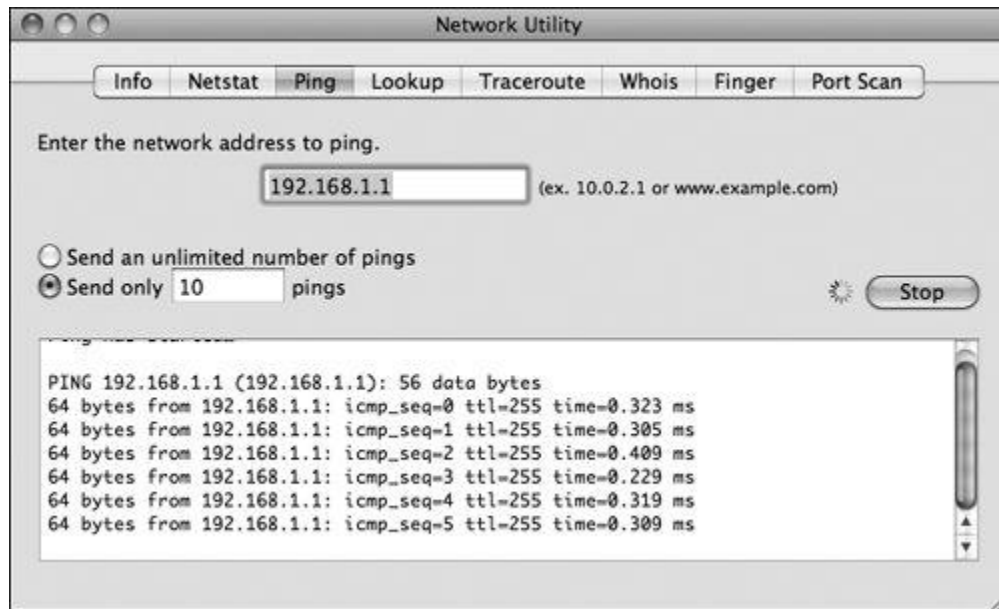 Network Utility
Info Netstat Ping Lookup Traceroute Whois Finger Port Scan
Enter the network address to ping.
192.168.1.1 (ex. 10.0.2.1 or www.example.com)
Send an unlimited number of pings
Send only 10 pings
Stop
PING 192.168.1.1 (192.168.1.1): 56 data bytes
64 bytes from 192.168.1.1: icmp_seq=0 ttl=255 time=0.323 ms
64 bytes from 192.168.1.1: icmp_seq=1 ttl=255 time=0.305 ms
64 bytes from 192.168.1.1: icmp_seq=2 ttl=255 time=0.409 ms
64 bytes from 192.168.1.1: icmp_seq=3 ttl=255 time=0.229 ms
64 bytes from 192.168.1.1: icmp_seq=4 ttl=255 time=0.319 ms
64 bytes from 192.168.1.1: icmp_seq=5 ttl=255 time=0.309 ms